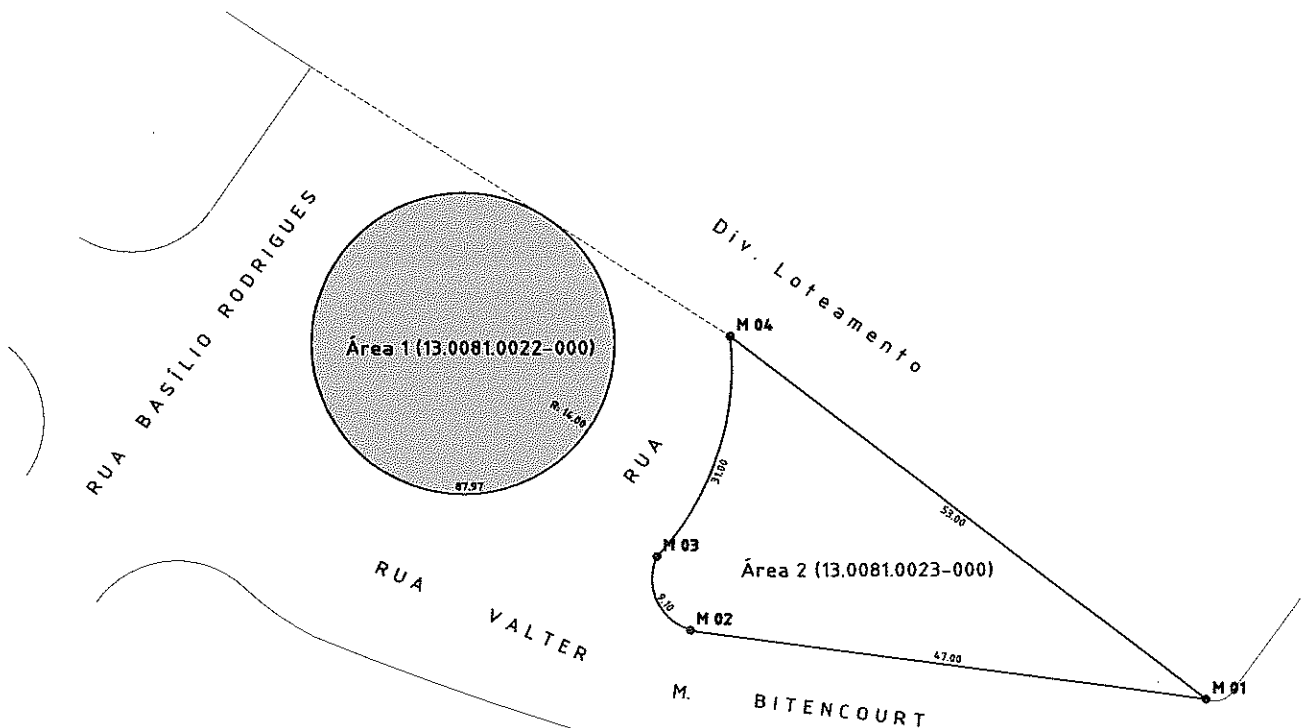 Div. Loteamento
RUA BASÍLIO RODRIGUES
M 04
Área 1 (13.0081.0022-000)
R: 14.00
87.97
RUA
31.00
53.00
M 03
Área 2 (13.0081.0023-000)
9.10
M 02
47.00
M 01
RUA VALTER M. BITENCOURT